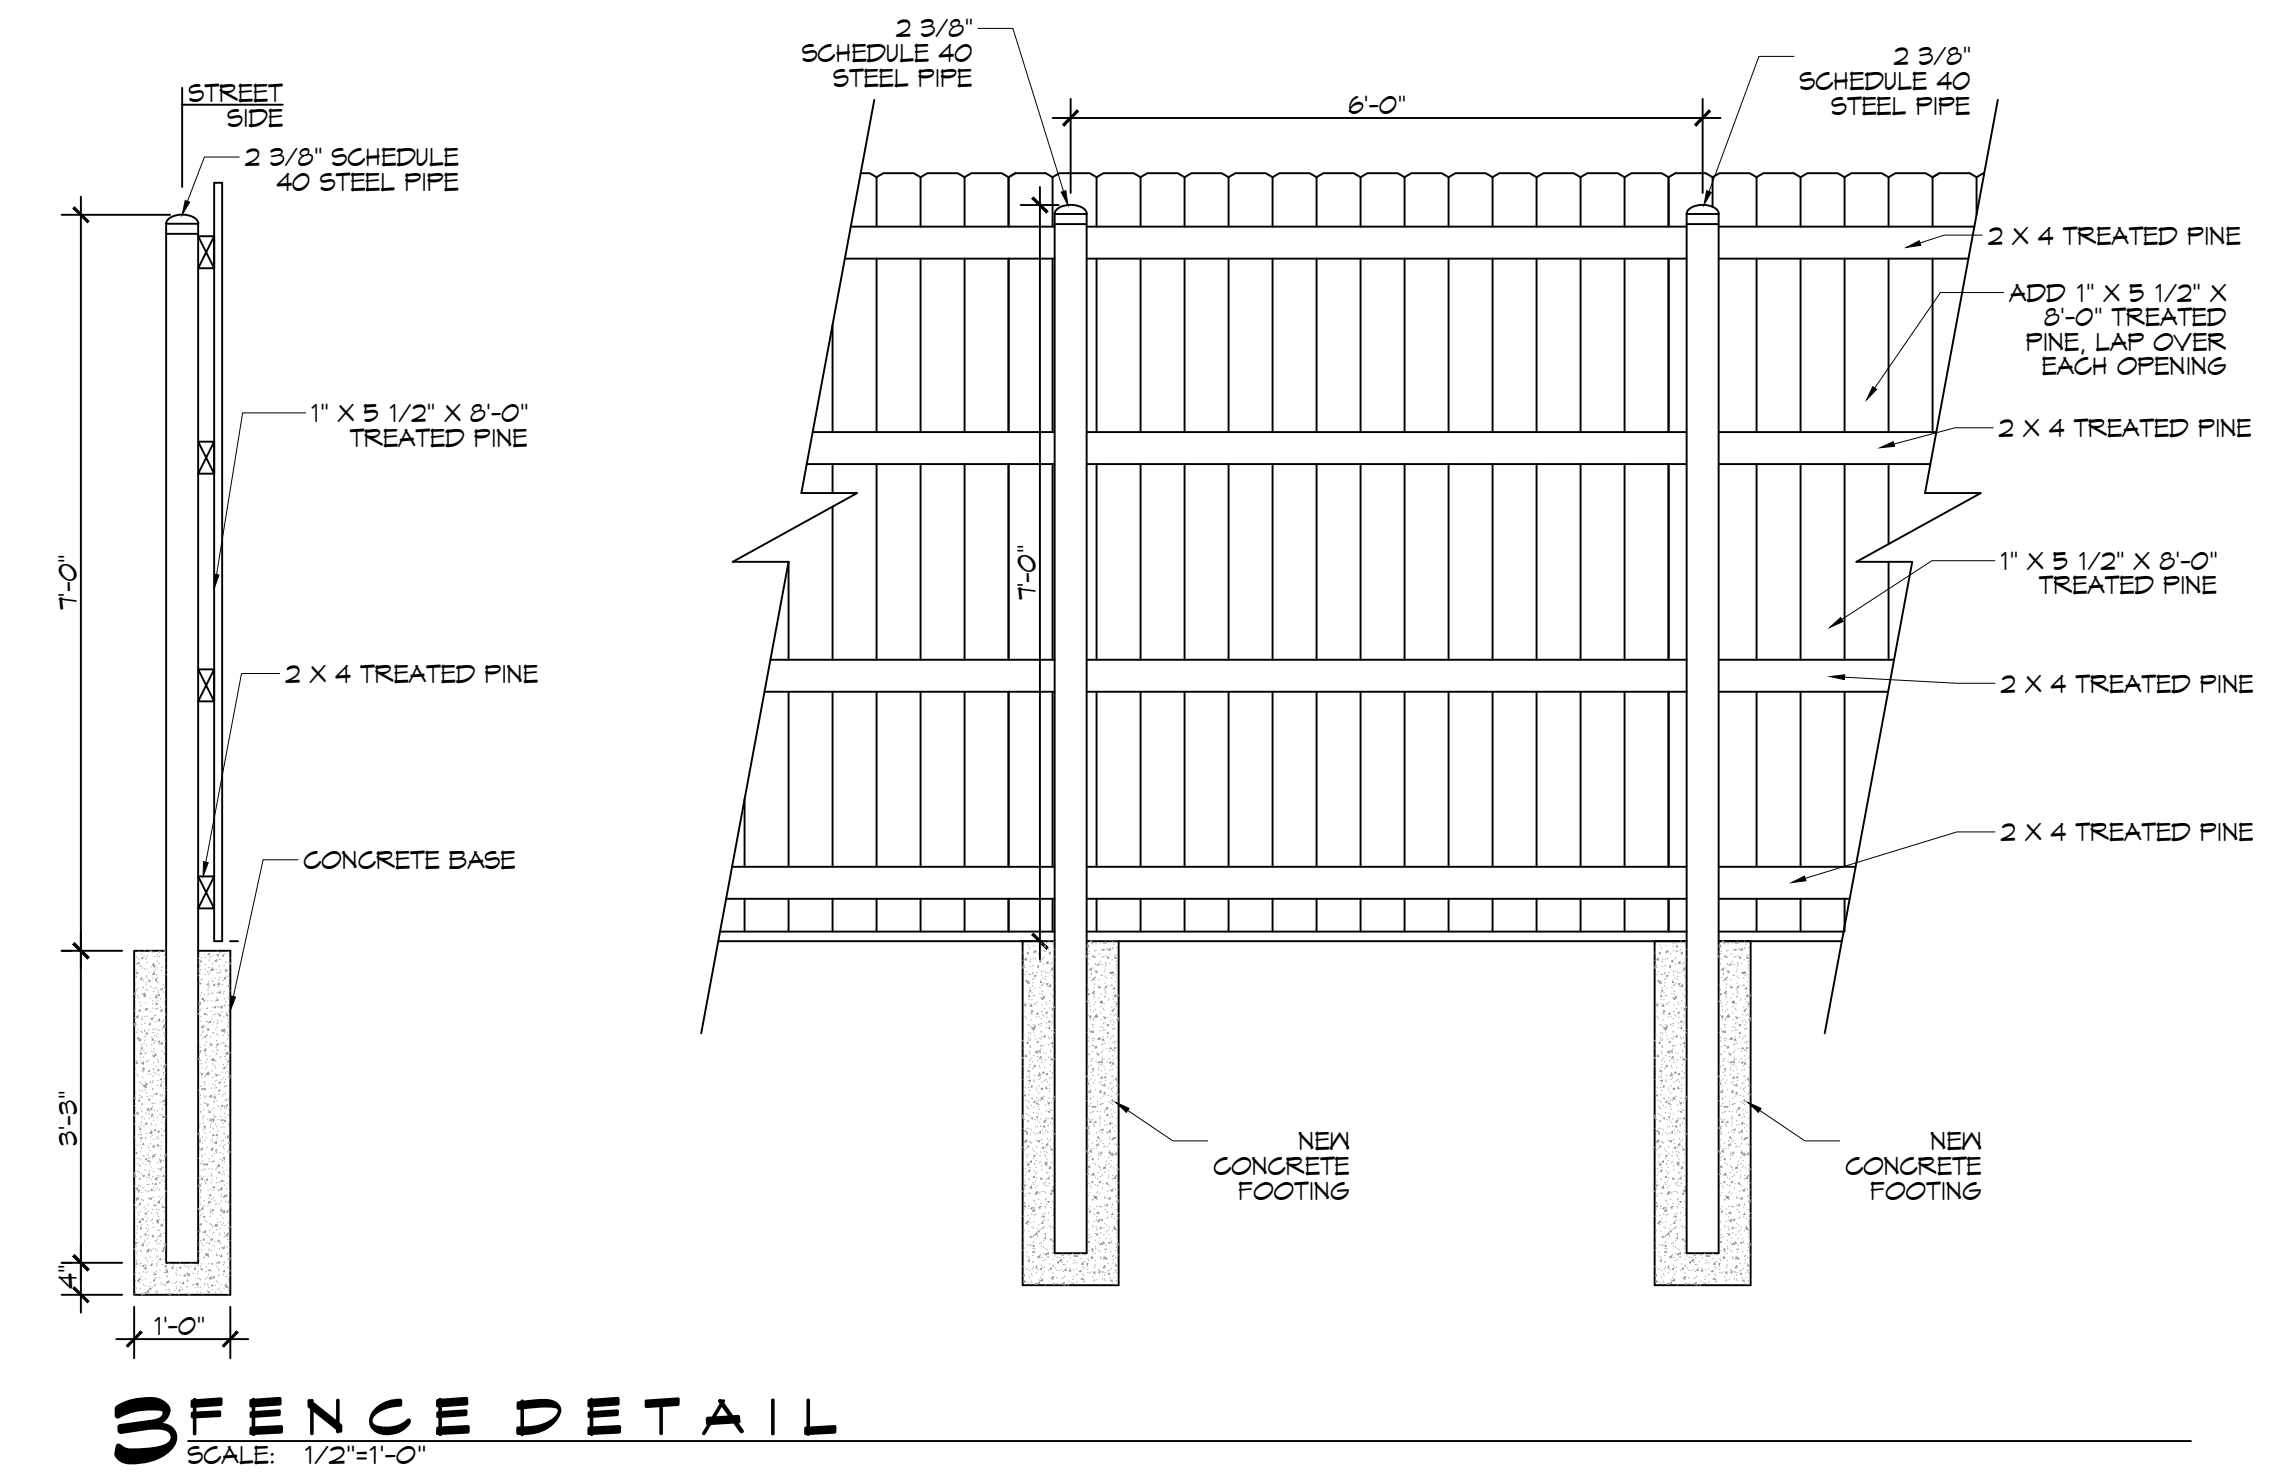 STREET
SIDE
2 3/8" SCHEDULE
40 STEEL PIPE
7'-0"
1" X 5 1/2" X 8'-0"
TREATED PINE
2 X 4 TREATED PINE
CONCRETE BASE
3'-3"
4"
1'-0"
2 3/8"
SCHEDULE 40
STEEL PIPE
6'-0"
2 3/8"
SCHEDULE 40
STEEL PIPE
7'-0"
2 X 4 TREATED PINE
ADD 1" X 5 1/2" X
8'-0" TREATED
PINE, LAP OVER
EACH OPENING
2 X 4 TREATED PINE
1" X 5 1/2" X 8'-0"
TREATED PINE
2 X 4 TREATED PINE
2 X 4 TREATED PINE
NEW
CONCRETE
FOOTING
NEW
CONCRETE
FOOTING
3 FENCE DETAIL
SCALE: 1/2"=1'-0"